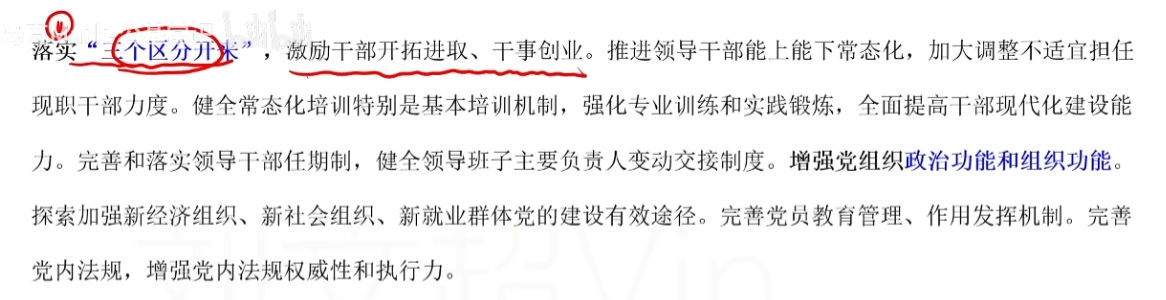 落实“三个区分开来”，激励干部开拓进取、干事创业。推进领导干部能上能下常态化，加大调整不适宜担任
现职干部力度。健全常态化培训特别是基本培训机制，强化专业训练和实践锻炼，全面提高干部现代化建设能
力。完善和落实领导干部任期制，健全领导班子主要负责人变动交接制度。增强党组织政治功能和组织功能。
探索加强新经济组织、新社会组织、新就业群体党的建设有效途径。完善党员教育管理、作用发挥机制。完善
党内法规，增强党内法规权威性和执行力。